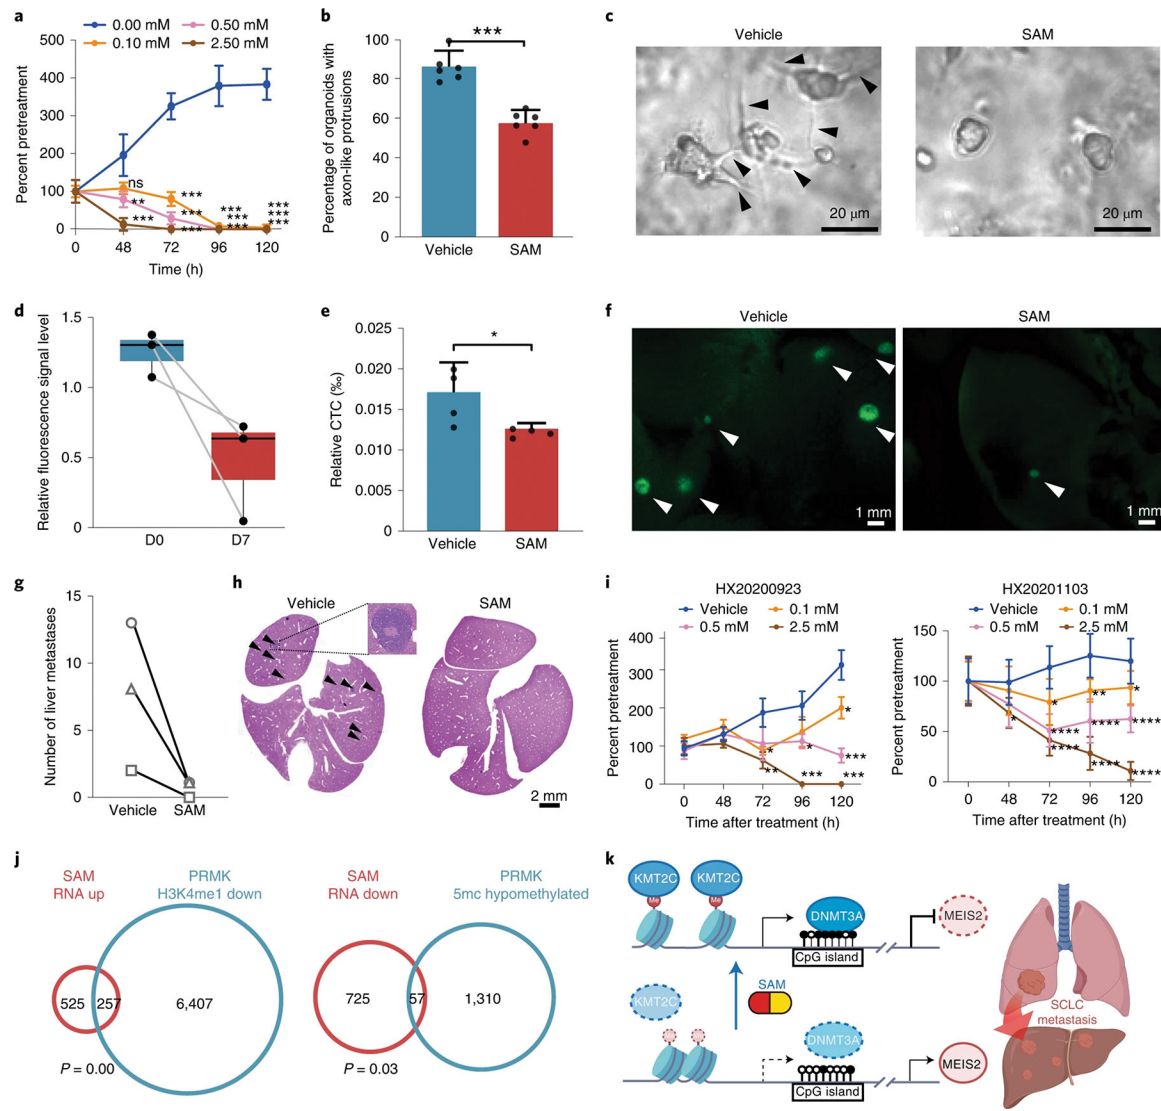 a
0.00 mM
0.50 mM
0.10 mM
2.50 mM
Percent pretreatment
500
400
300
200
100
0
ns
**
***
***
***
***
***
***
***
***
***
***
0
48
72
96
120
Time (h)
b
Percentage of organoids with
axon-like protrusions
100
80
60
40
20
0
***
Vehicle
SAM
c
Vehicle
SAM
20 μm
20 μm
d
Relative fluorescence signal level
1.5
1.0
0.5
0
D0
D7
e
Relative CTC (‰)
0.025
0.020
0.015
0.010
0.005
0
*
Vehicle
SAM
f
Vehicle
SAM
1 mm
1 mm
g
Number of liver metastases
15
10
5
0
Vehicle
SAM
h
Vehicle
SAM
2 mm
i
HX20200923
Vehicle
0.1 mM
0.5 mM
2.5 mM
Percent pretreatment
400
300
200
100
0
*
**
*
***
*
***
***
0
48
72
96
120
Time after treatment (h)
HX20201103
Vehicle
0.1 mM
0.5 mM
2.5 mM
Percent pretreatment
150
100
50
0
*
*
****
****
**
****
****
*
****
****
0
48
72
96
120
Time after treatment (h)
j
SAM
RNA up
PRMK
H3K4me1 down
525
257
6,407
P = 0.00
SAM
RNA down
PRMK
5mc hypomethylated
725
57
1,310
P = 0.03
k
KMT2C
KMT2C
Me
Me
DNMT3A
CpG island
MEIS2
SAM
KMT2C
DNMT3A
CpG island
MEIS2
SCLC
metastasis